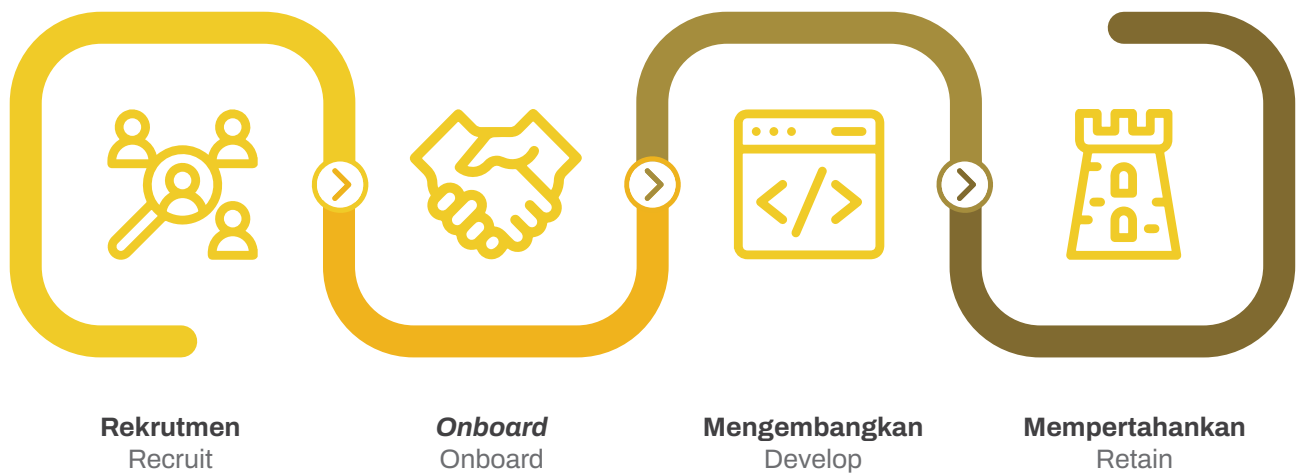 Rekrutmen
Recruit
Onboard
Onboard
Mengembangkan
Develop
Mempertahankan
Retain